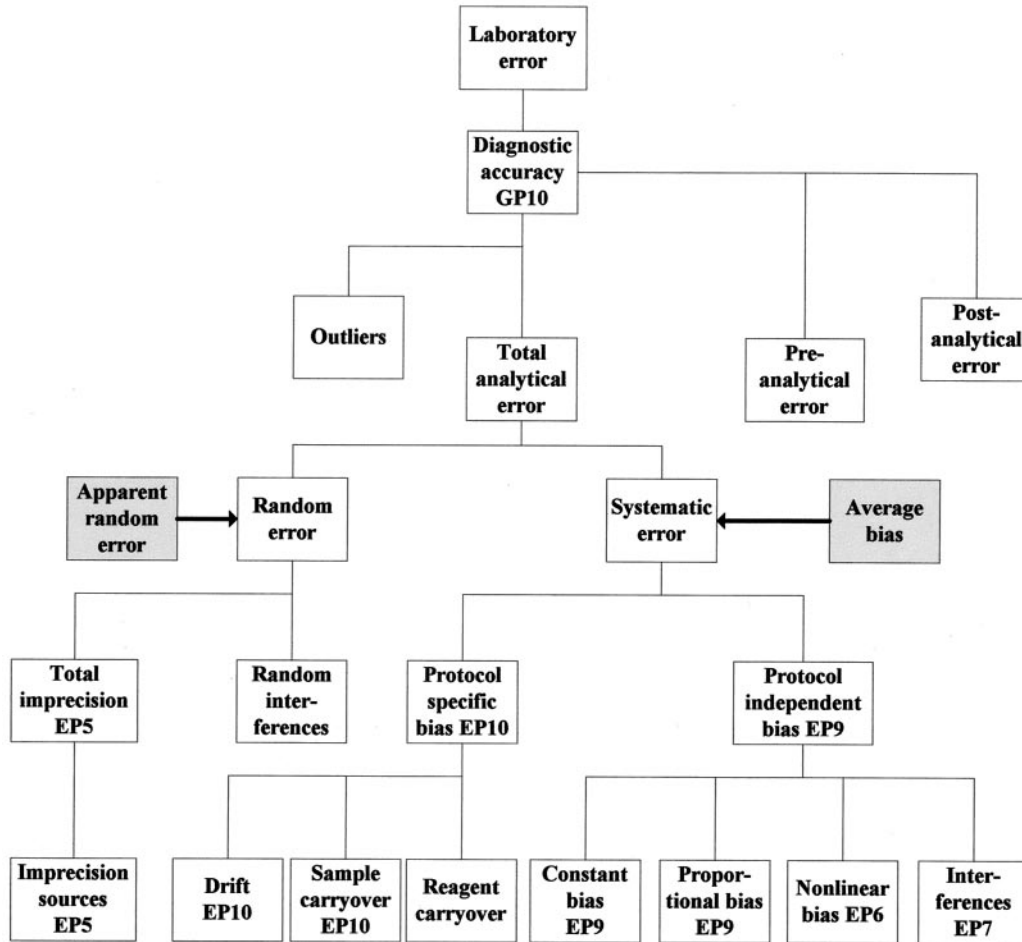 Laboratory
error
Diagnostic
accuracy
GP10
Outliers
Total
analytical
error
Pre-
analytical
error
Post-
analytical
error
Apparent
random
error
Random
error
Systematic
error
Average
bias
Total
imprecision
EP5
Random
inter-
ferences
Protocol
specific
bias EP10
Protocol
independent
bias EP9
Imprecision
sources
EP5
Drift
EP10
Sample
carryover
EP10
Reagent
carryover
Constant
bias
EP9
Propor-
tional bias
EP9
Nonlinear
bias EP6
Inter-
ferences
EP7